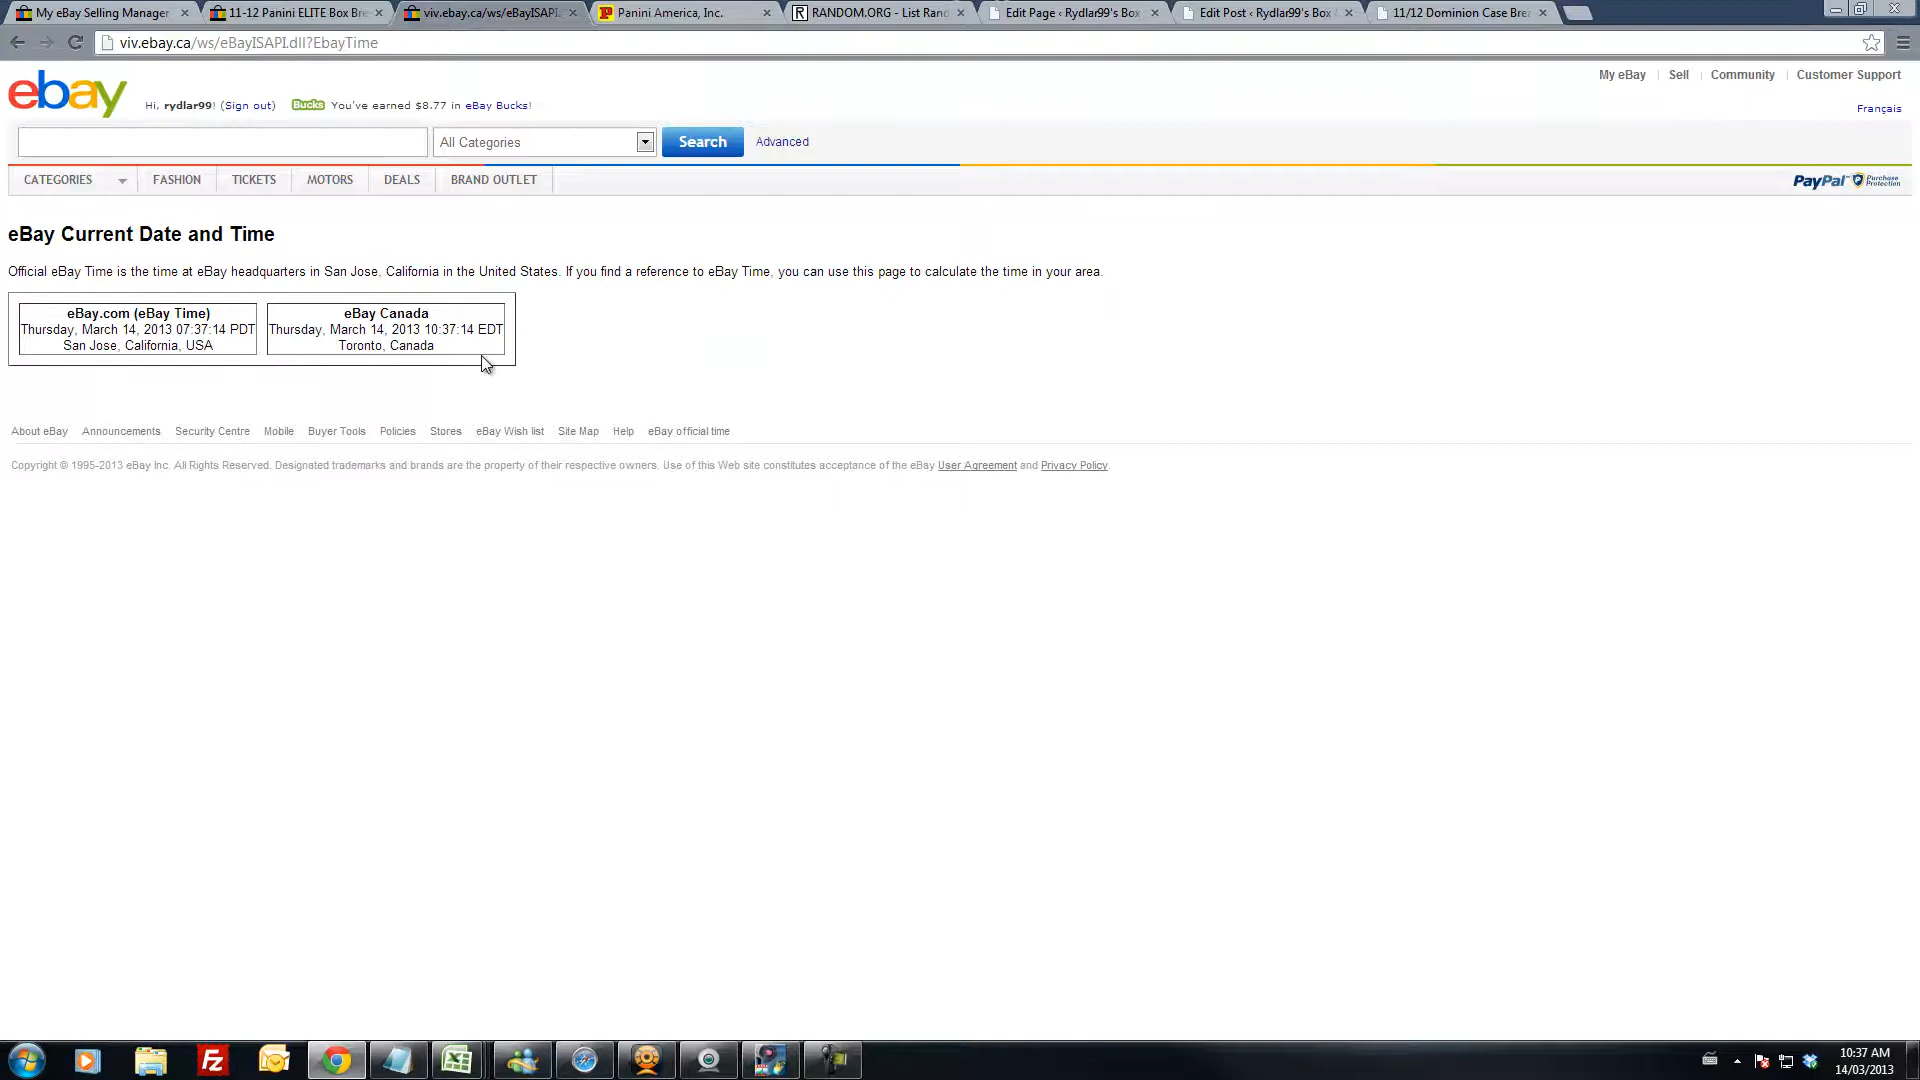 My eBay Selling Manager
11-12 Panini ELITE Box Bre
viv.ebay.ca/ws/eBayISAPI.
Panini America, Inc.
RANDOM.ORG - List Rand
Edit Page ‹ Rydlar99's Box
Edit Post ‹ Rydlar99's Box
11/12 Dominion Case Brea
viv.ebay.ca/ws/eBayISAPI.dll?EbayTime
My eBay | Sell | Community | Customer Support
ebay
Hi, rydlar99! (Sign out) Bucks You've earned $8.77 in eBay Bucks!
Français
All Categories Search Advanced
CATEGORIES FASHION TICKETS MOTORS DEALS BRAND OUTLET
PayPal Purchase Protection
eBay Current Date and Time
Official eBay Time is the time at eBay headquarters in San Jose, California in the United States. If you find a reference to eBay Time, you can use this page to calculate the time in your area.
eBay.com (eBay Time)
Thursday, March 14, 2013 07:37:14 PDT
San Jose, California, USA
eBay Canada
Thursday, March 14, 2013 10:37:14 EDT
Toronto, Canada
About eBay Announcements Security Centre Mobile Buyer Tools Policies Stores eBay Wish list Site Map Help eBay official time
Copyright © 1995-2013 eBay Inc. All Rights Reserved. Designated trademarks and brands are the property of their respective owners. Use of this Web site constitutes acceptance of the eBay User Agreement and Privacy Policy.
10:37 AM
14/03/2013